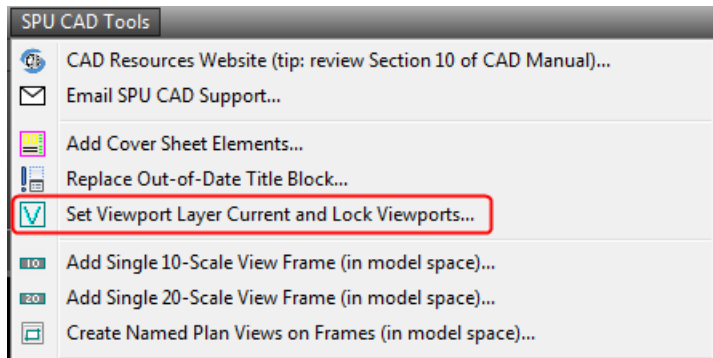 SPU CAD Tools
CAD Resources Website (tip: review Section 10 of CAD Manual)...
Email SPU CAD Support...
Add Cover Sheet Elements...
Replace Out-of-Date Title Block...
V Set Viewport Layer Current and Lock Viewports...
10 Add Single 10-Scale View Frame (in model space)...
20 Add Single 20-Scale View Frame (in model space)...
Create Named Plan Views on Frames (in model space)...